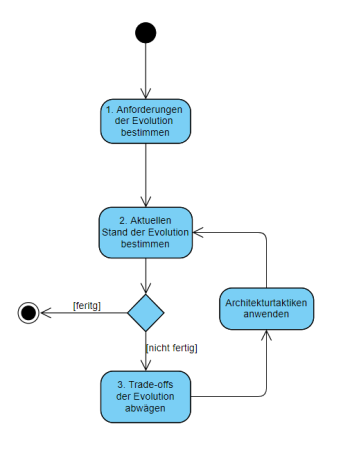 1. Anforderungen
der Evolution
bestimmen
2. Aktuellen
Stand der Evolution
bestimmen
[feritg]
Architekturtaktiken
anwenden
[nicht fertig]
3. Trade-offs
der Evolution
abwägen